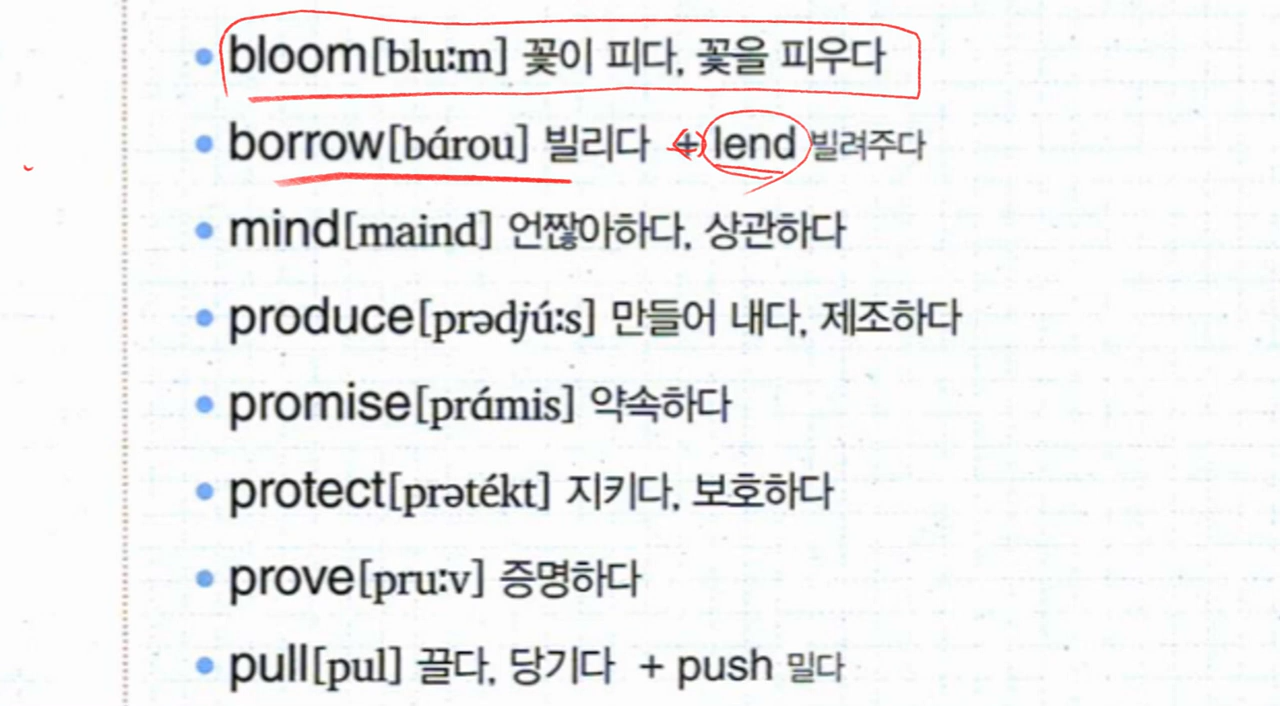 bloom[blu:m] 꽃이 피다, 꽃을 피우다
borrow[bárou] 빌리다 + lend 빌려주다
mind[maind] 언짢아하다, 상관하다
produce[prədjú:s] 만들어 내다, 제조하다
promise[prámis] 약속하다
protect[prətékt] 지키다, 보호하다
prove[pru:v] 증명하다
pull[pul] 끌다, 당기다 + push 밀다